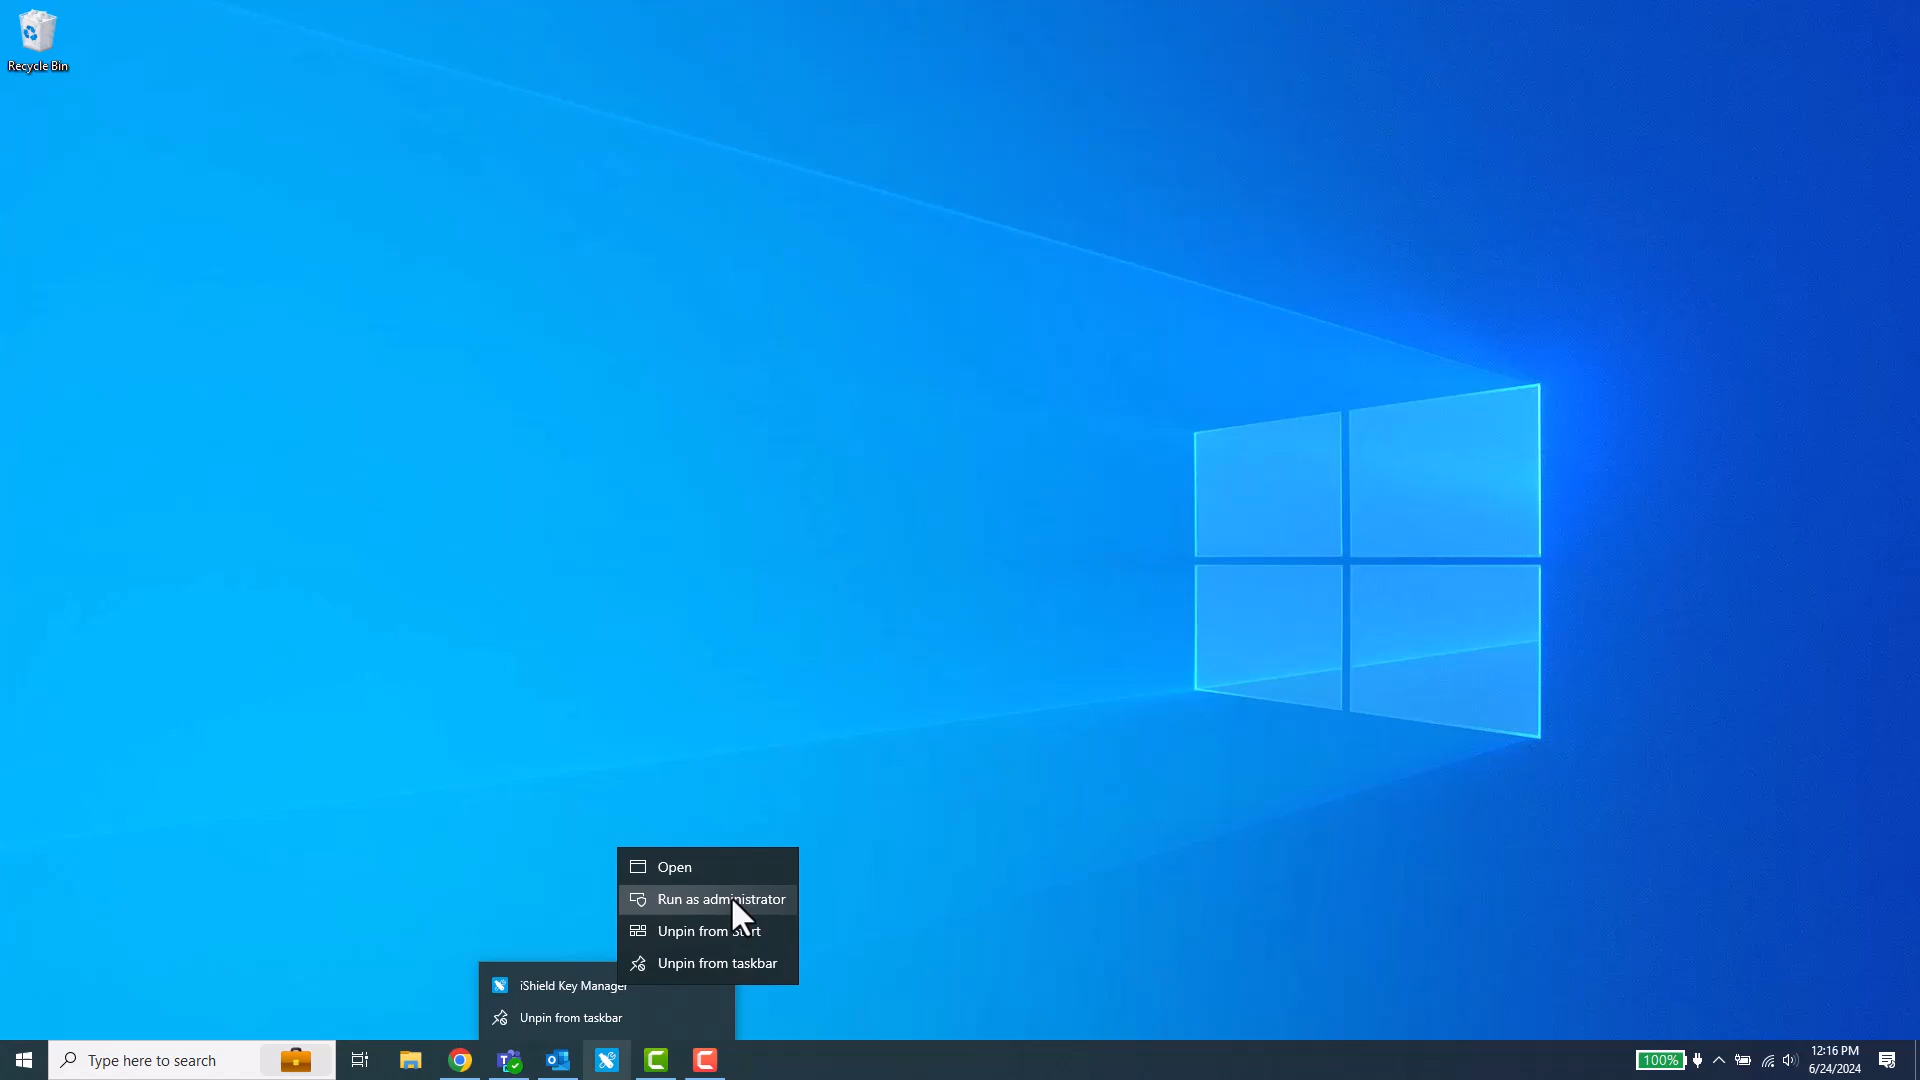 Recycle Bin
Open
Run as administrator
Unpin from Start
Unpin from taskbar
iShield Key Manager
Unpin from taskbar
Type here to search
100%
12:16 PM
6/24/2024